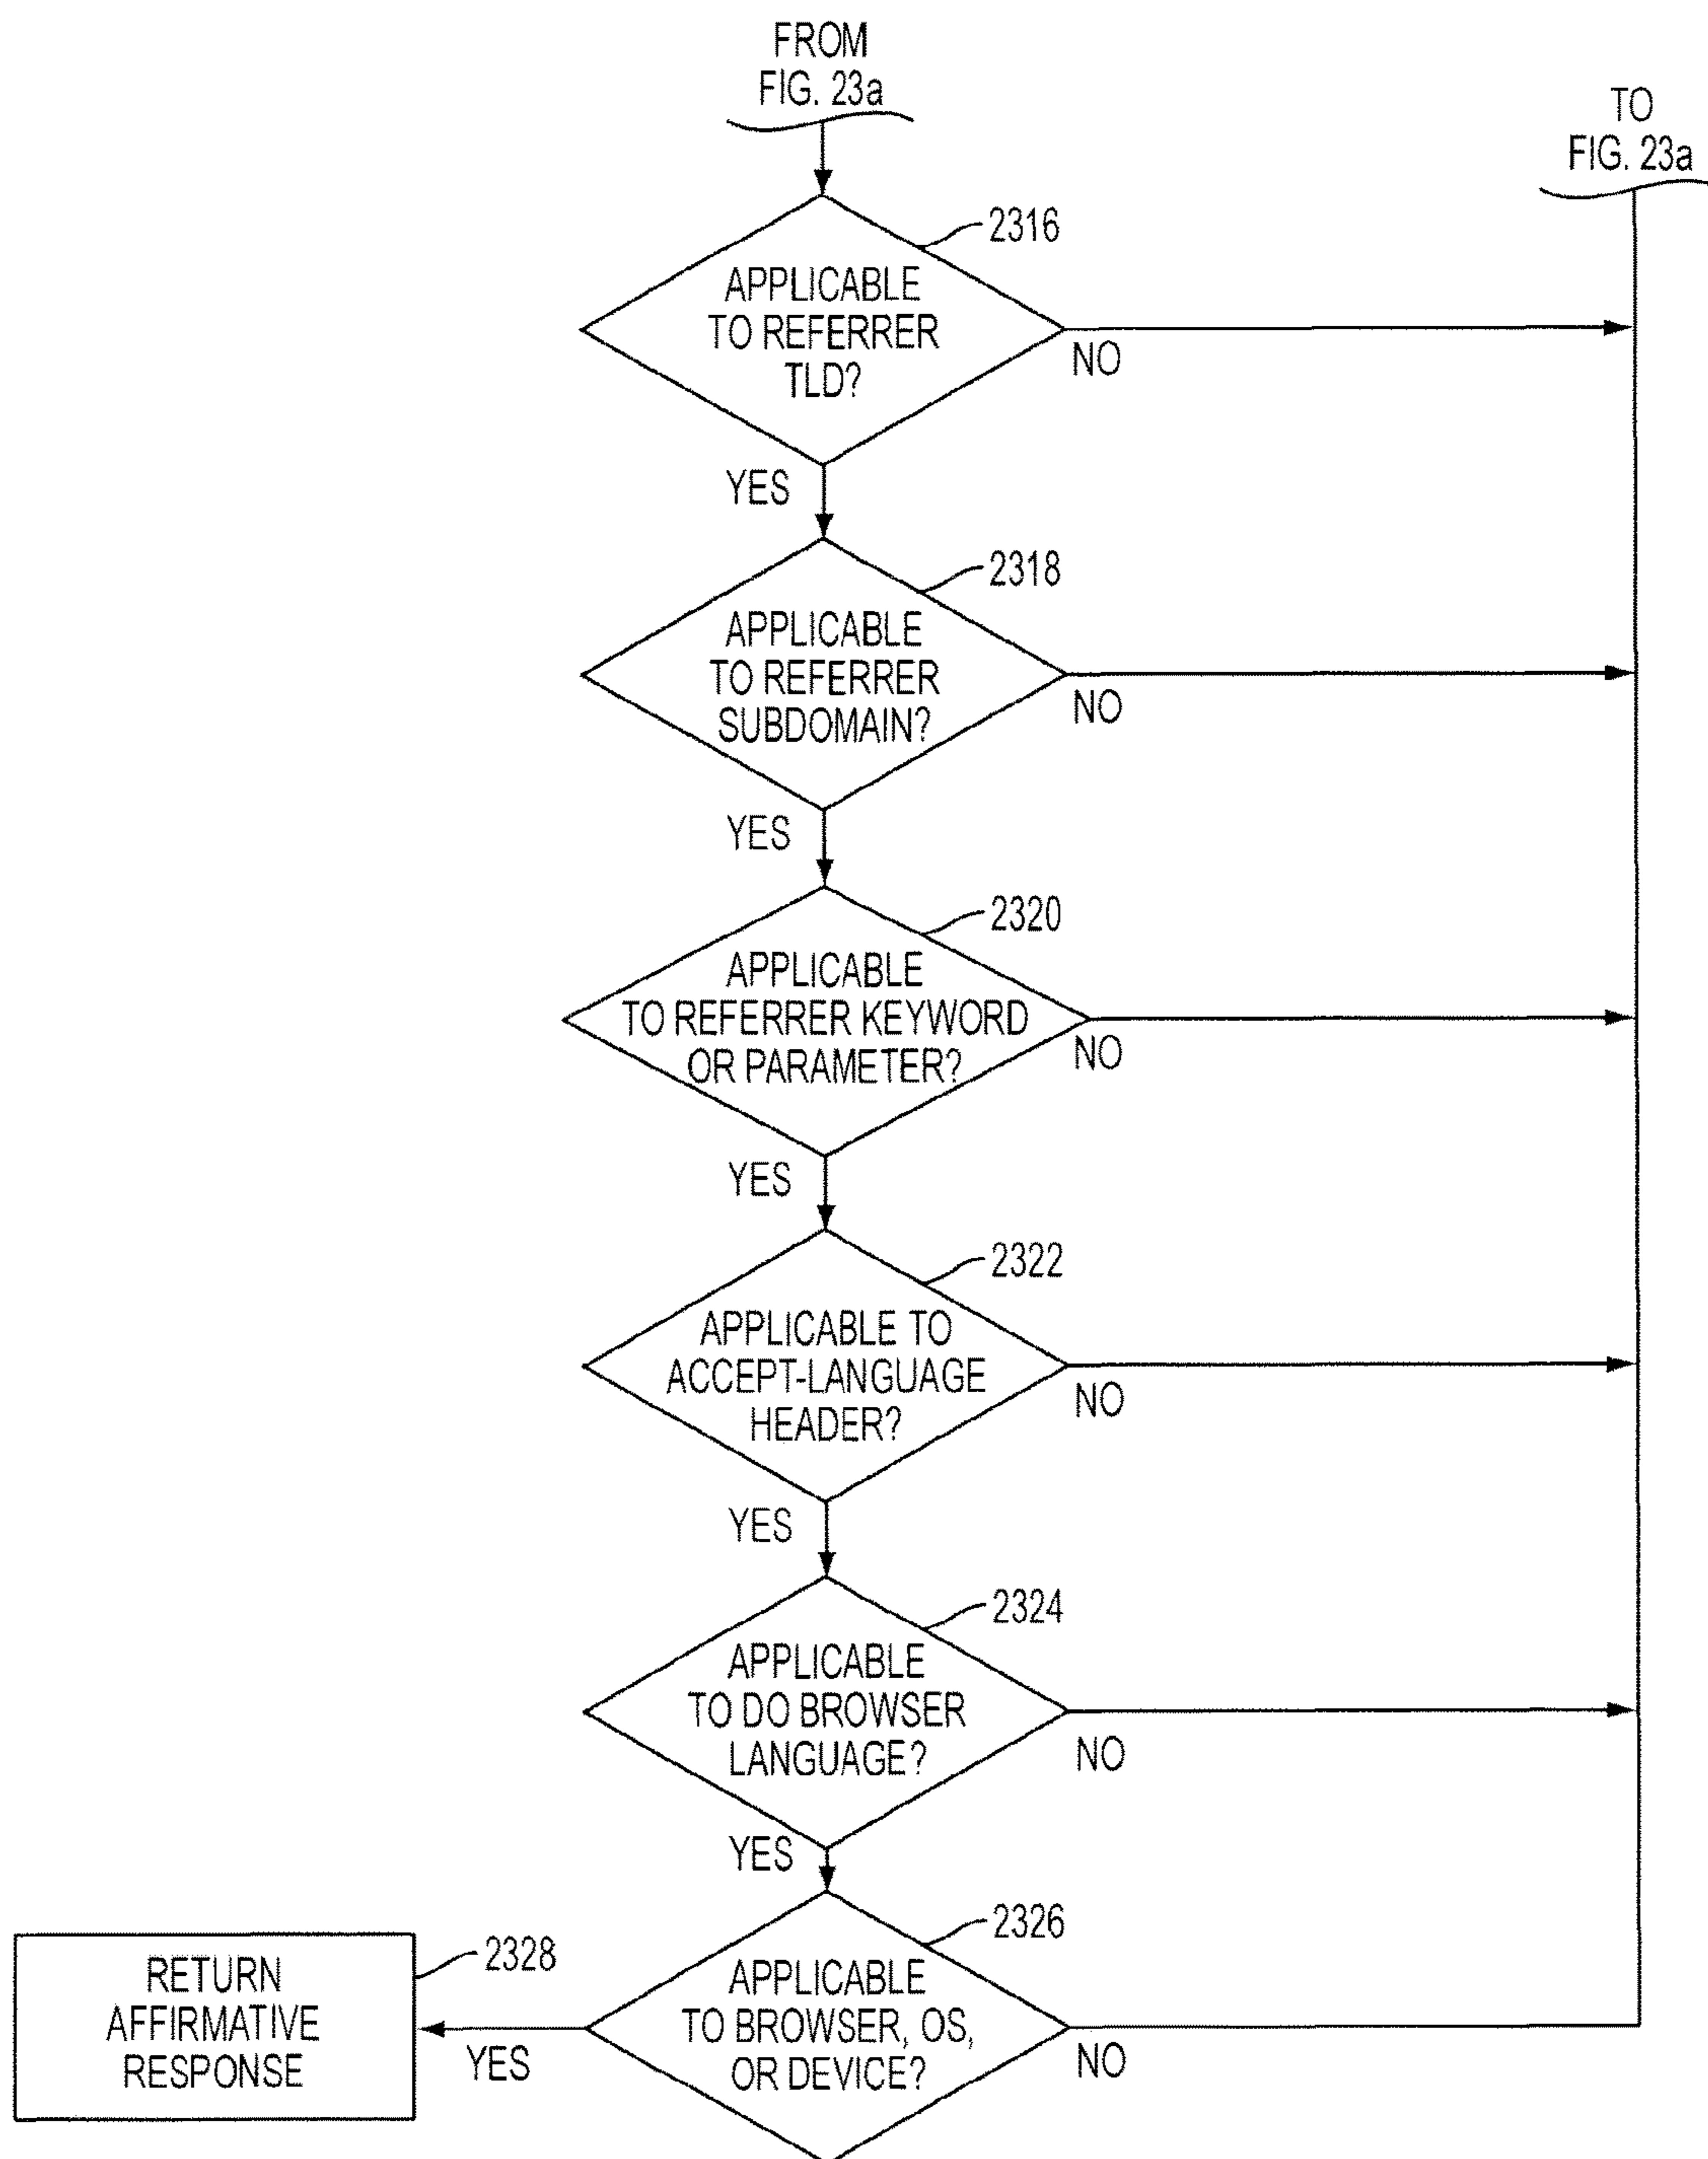 FROM
FIG. 23a
TO
FIG. 23a
2316
APPLICABLE
TO REFERRER
TLD?
NO
YES
2318
APPLICABLE
TO REFERRER
SUBDOMAIN?
NO
YES
2320
APPLICABLE
TO REFERRER KEYWORD
OR PARAMETER?
NO
YES
2322
APPLICABLE TO
ACCEPT-LANGUAGE
HEADER?
NO
YES
2324
APPLICABLE
TO DO BROWSER
LANGUAGE?
NO
YES
2326
APPLICABLE
TO BROWSER, OS,
OR DEVICE?
NO
YES
2328
RETURN
AFFIRMATIVE
RESPONSE